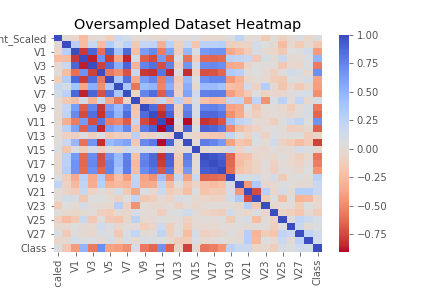 Oversampled Dataset Heatmap
nt_Scaled
V1
V3
V5
V7
V9
V11
V13
V15
V17
V19
V21
V23
V25
V27
Class
caled
V1
V3
V5
V7
V9
V11
V13
V15
V17
V19
V21
V23
V25
V27
Class
1.00
0.75
0.50
0.25
0.00
−0.25
−0.50
−0.75